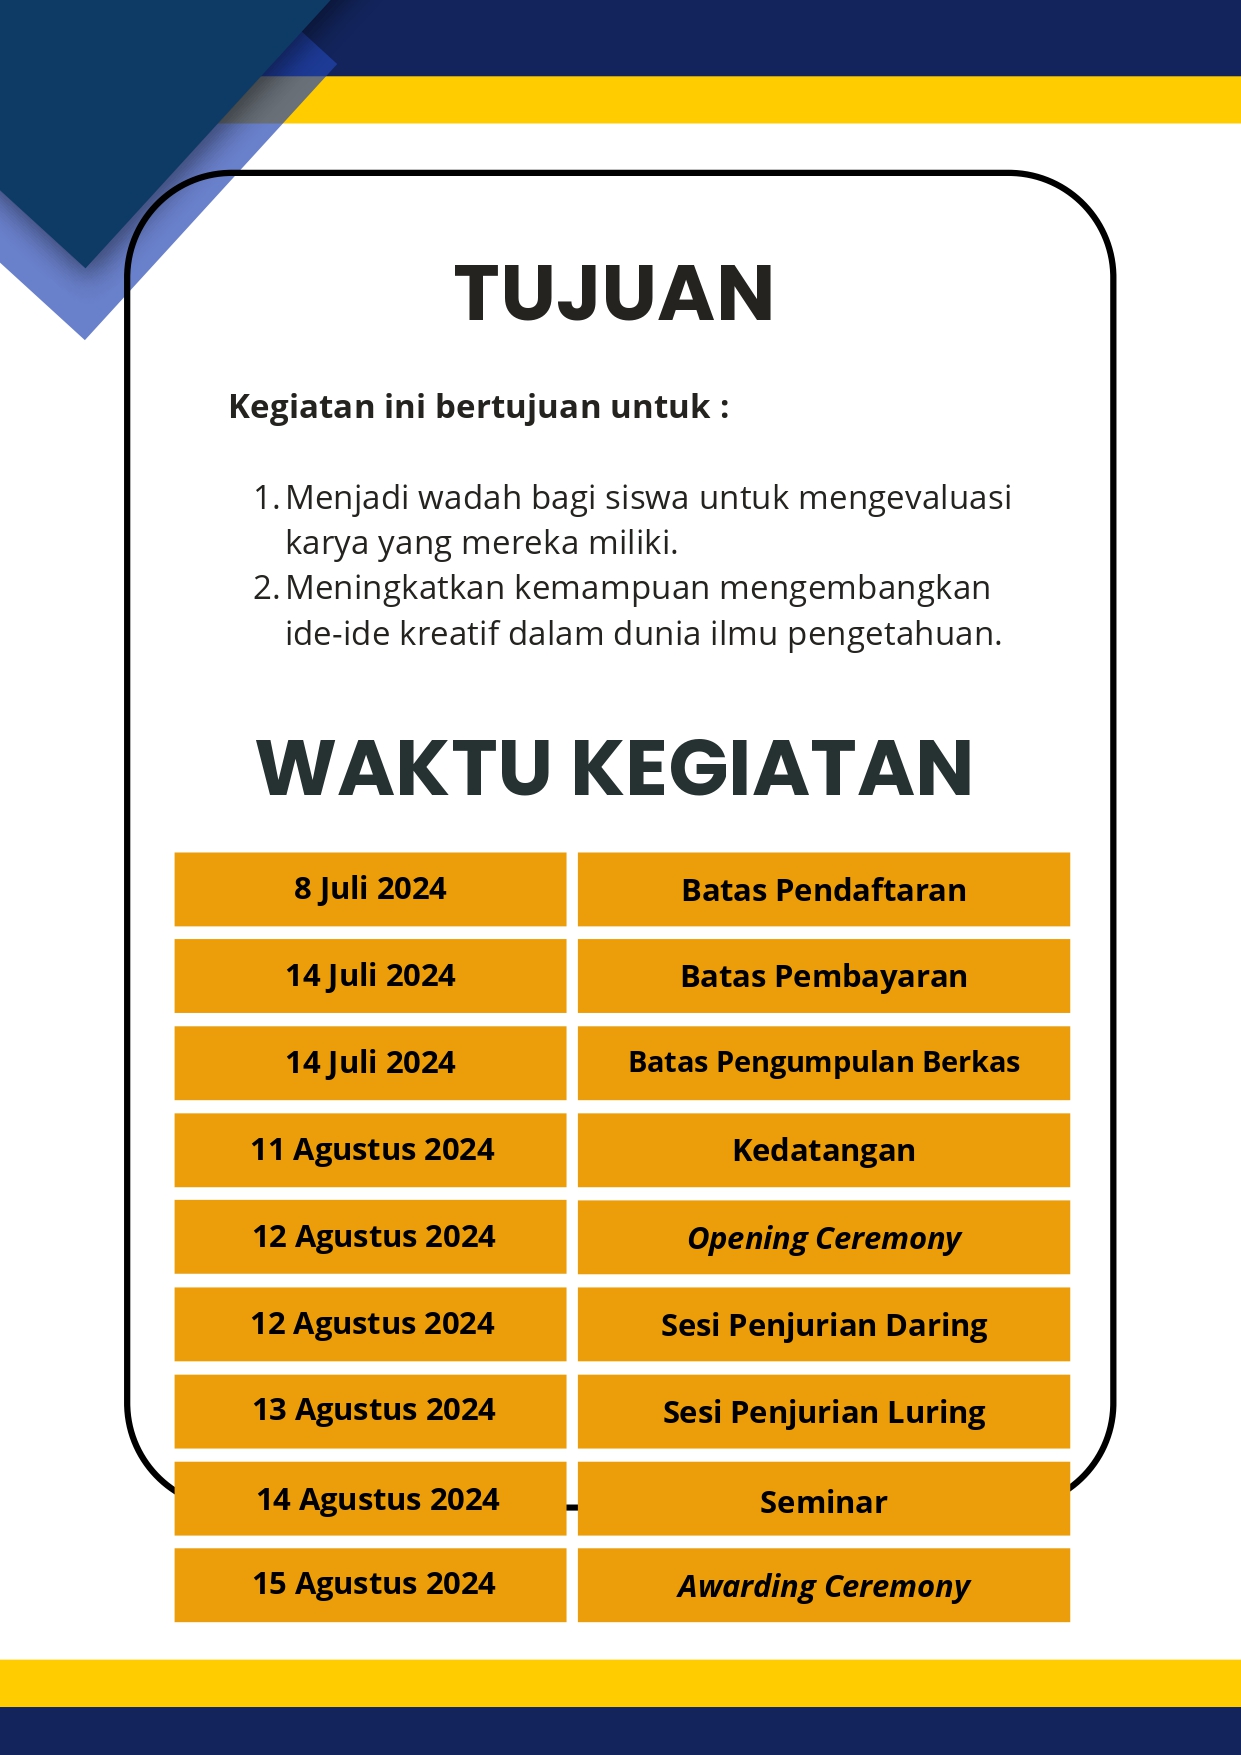 TUJUAN
Kegiatan ini bertujuan untuk :
1. Menjadi wadah bagi siswa untuk mengevaluasi
karya yang mereka miliki.
2. Meningkatkan kemampuan mengembangkan
ide-ide kreatif dalam dunia ilmu pengetahuan.
WAKTU KEGIATAN
8 Juli 2024 Batas Pendaftaran
14 Juli 2024 Batas Pembayaran
14 Juli 2024 Batas Pengumpulan Berkas
11 Agustus 2024 Kedatangan
12 Agustus 2024 Opening Ceremony
12 Agustus 2024 Sesi Penjurian Daring
13 Agustus 2024 Sesi Penjurian Luring
14 Agustus 2024 Seminar
15 Agustus 2024 Awarding Ceremony